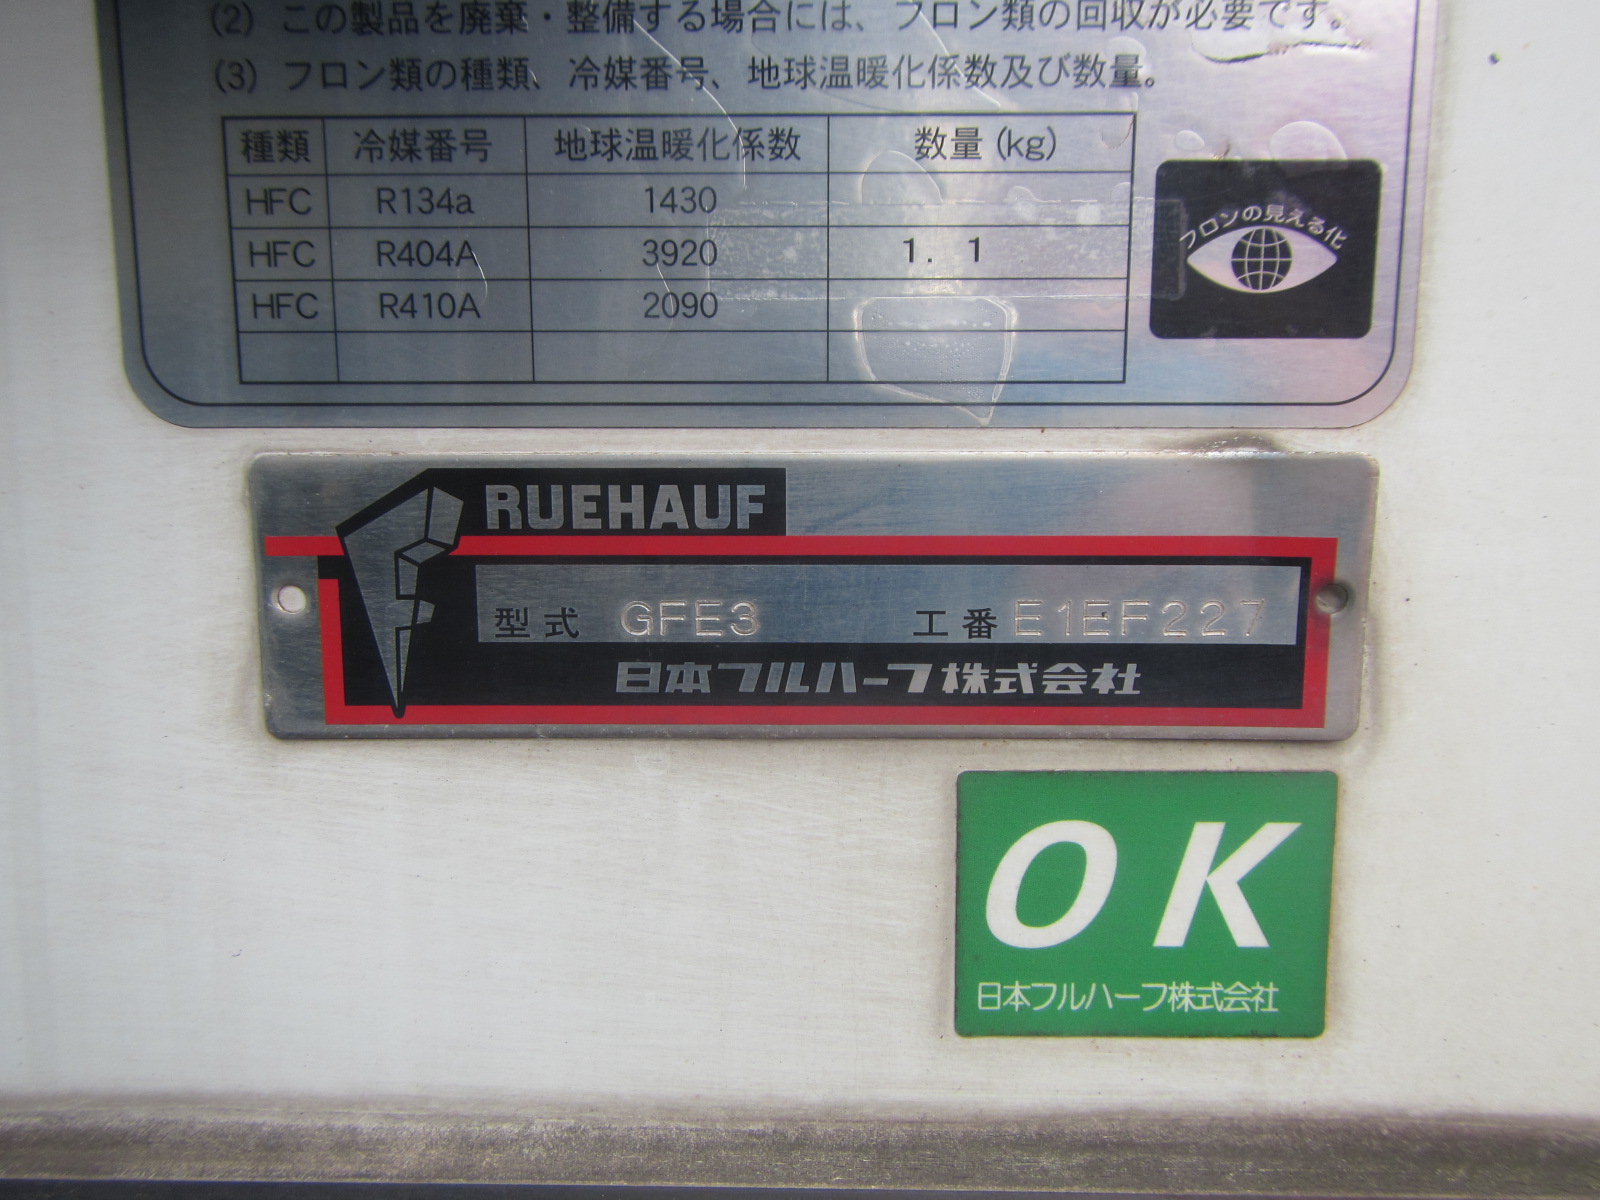 (2) この製品を廃棄・整備する場合には、フロン類の回収が必要です。
(3) フロン類の種類、冷媒番号、地球温暖化係数及び数量。
種類 冷媒番号 地球温暖化係数 数量 (kg)
HFC R134a 1430
HFC R404A 3920 1. 1
HFC R410A 2090
フロンの見える化
FRUEHAUF
型式 GFE3 工番 E1EF227
日本フルハーフ株式会社
OK
日本フルハーフ株式会社